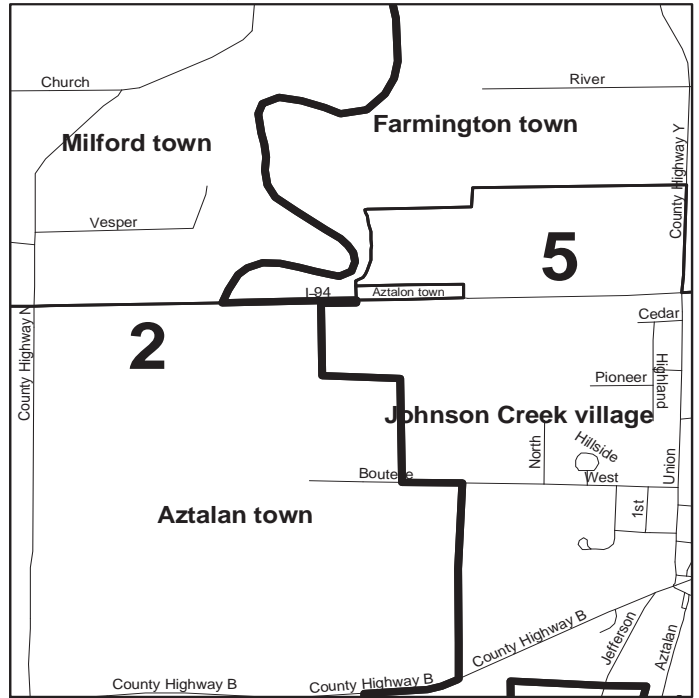 Church
River
Farmington town
Milford town
County Highway Y
Vesper
5
I-94
Aztalon town
2
Cedar
County Highway N
Highland
Pioneer
Johnson Creek village
North
Hillside
Union
West
1st
Aztalan town
County Highway B
Jefferson
Aztalan
County Highway B
County Highway B